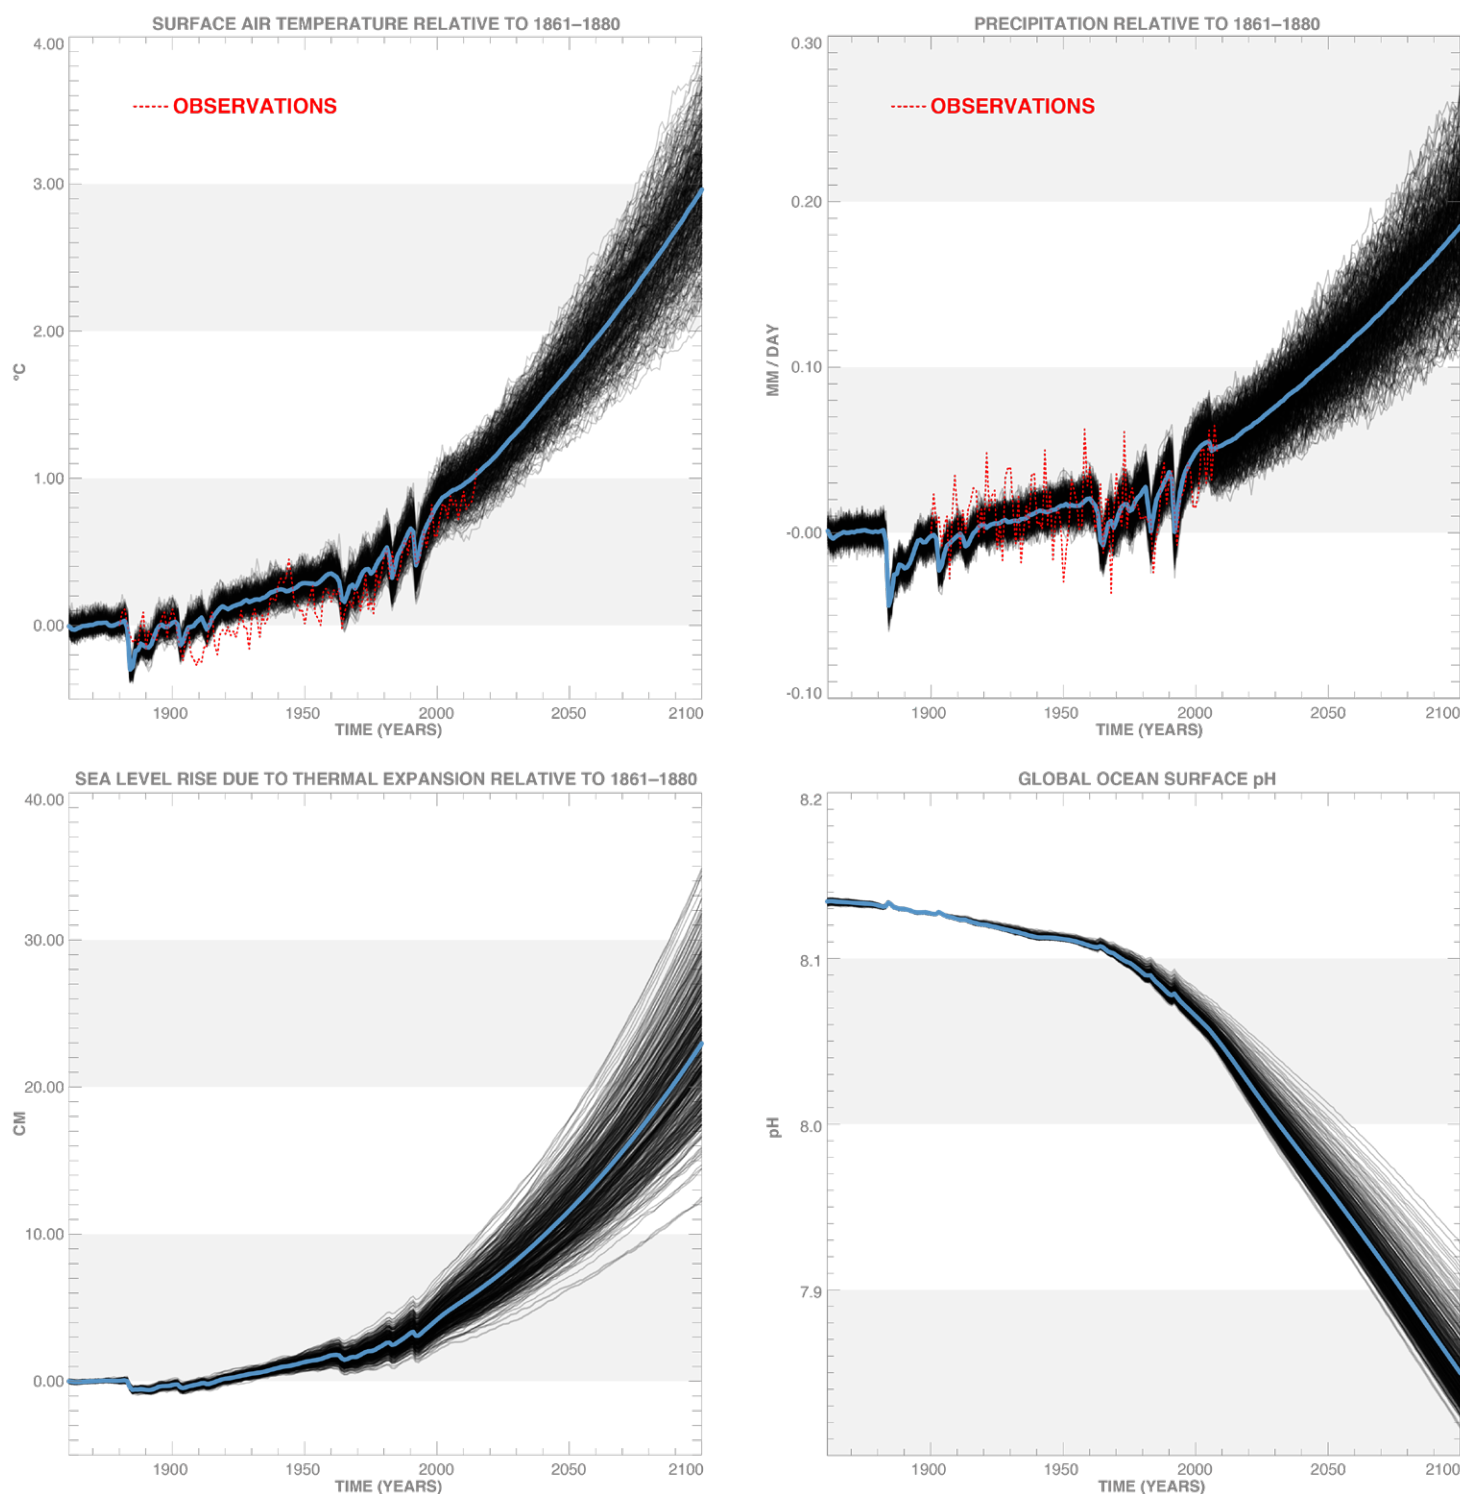 SURFACE AIR TEMPERATURE RELATIVE TO 1861–1880
4.00
3.00
2.00
1.00
0.00
°C
OBSERVATIONS
1900 1950 2000 2050 2100
TIME (YEARS)
PRECIPITATION RELATIVE TO 1861–1880
0.30
0.20
0.10
-0.00
-0.10
MM / DAY
OBSERVATIONS
1900 1950 2000 2050 2100
TIME (YEARS)
SEA LEVEL RISE DUE TO THERMAL EXPANSION RELATIVE TO 1861–1880
40.00
30.00
20.00
10.00
0.00
CM
1900 1950 2000 2050 2100
TIME (YEARS)
GLOBAL OCEAN SURFACE pH
8.2
8.1
8.0
7.9
pH
1900 1950 2000 2050 2100
TIME (YEARS)